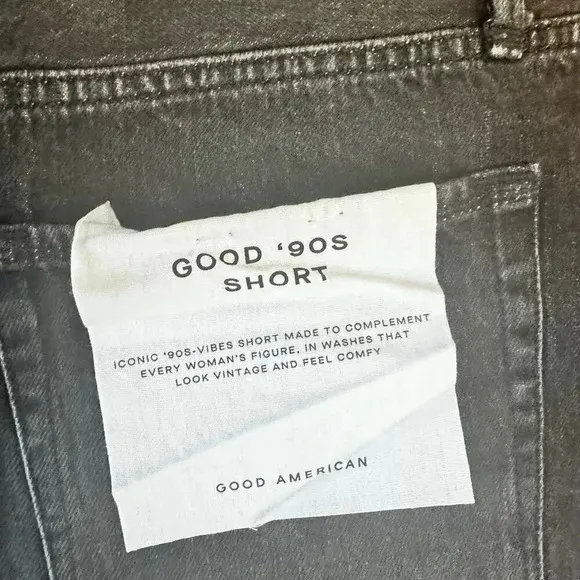 GOOD ‘90S
SHORT
ICONIC ’90S-VIBES SHORT MADE TO COMPLEMENT
EVERY WOMAN’S FIGURE, IN WASHES THAT
LOOK VINTAGE AND FEEL COMFY
GOOD AMERICAN